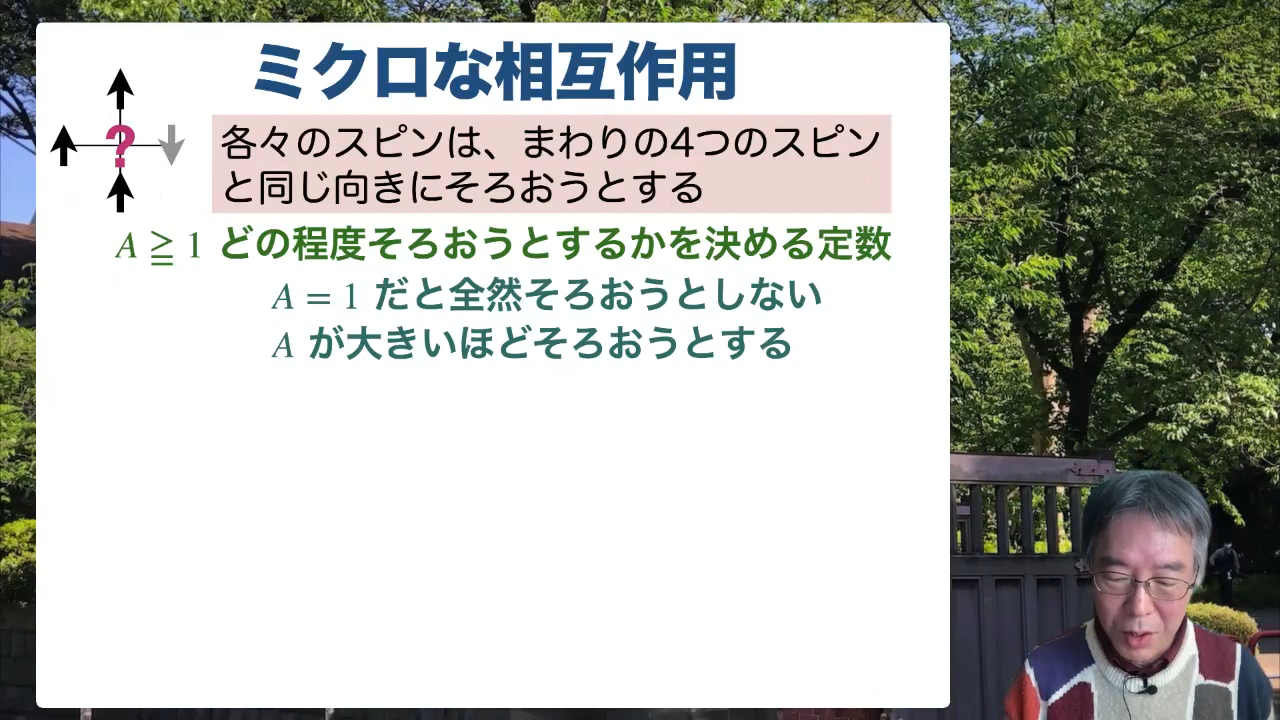 ミクロな相互作用
?
各々のスピンは、まわりの4つのスピン
と同じ向きにそろおうとする
A ≧ 1 どの程度そろおうとするかを決める定数
A = 1 だと全然そろおうとしない
A が大きいほどそろおうとする